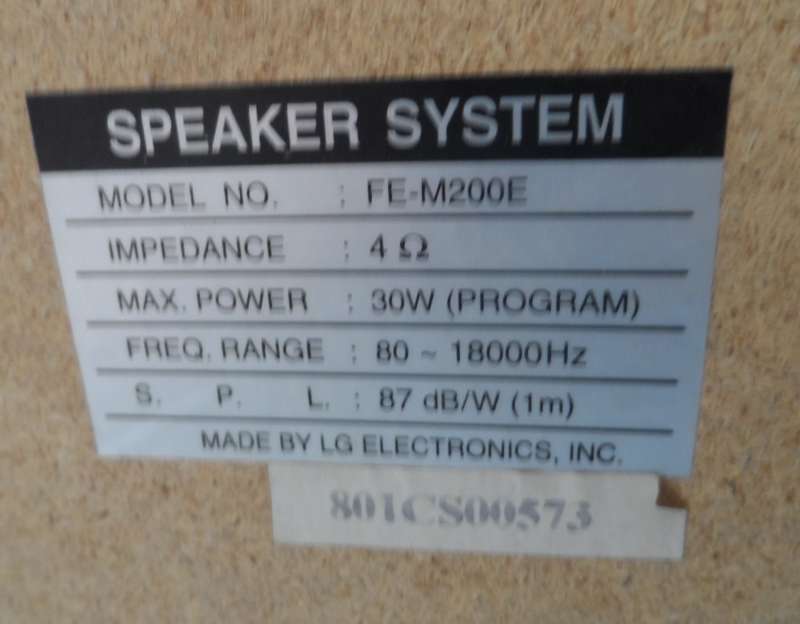 SPEAKER SYSTEM
MODEL NO. : FE-M200E
IMPEDANCE : 4 Ω
MAX. POWER : 30W (PROGRAM)
FREQ. RANGE : 80 ~ 18000Hz
S. P. L. : 87 dB/W (1m)
MADE BY LG ELECTRONICS, INC.
801CS00573